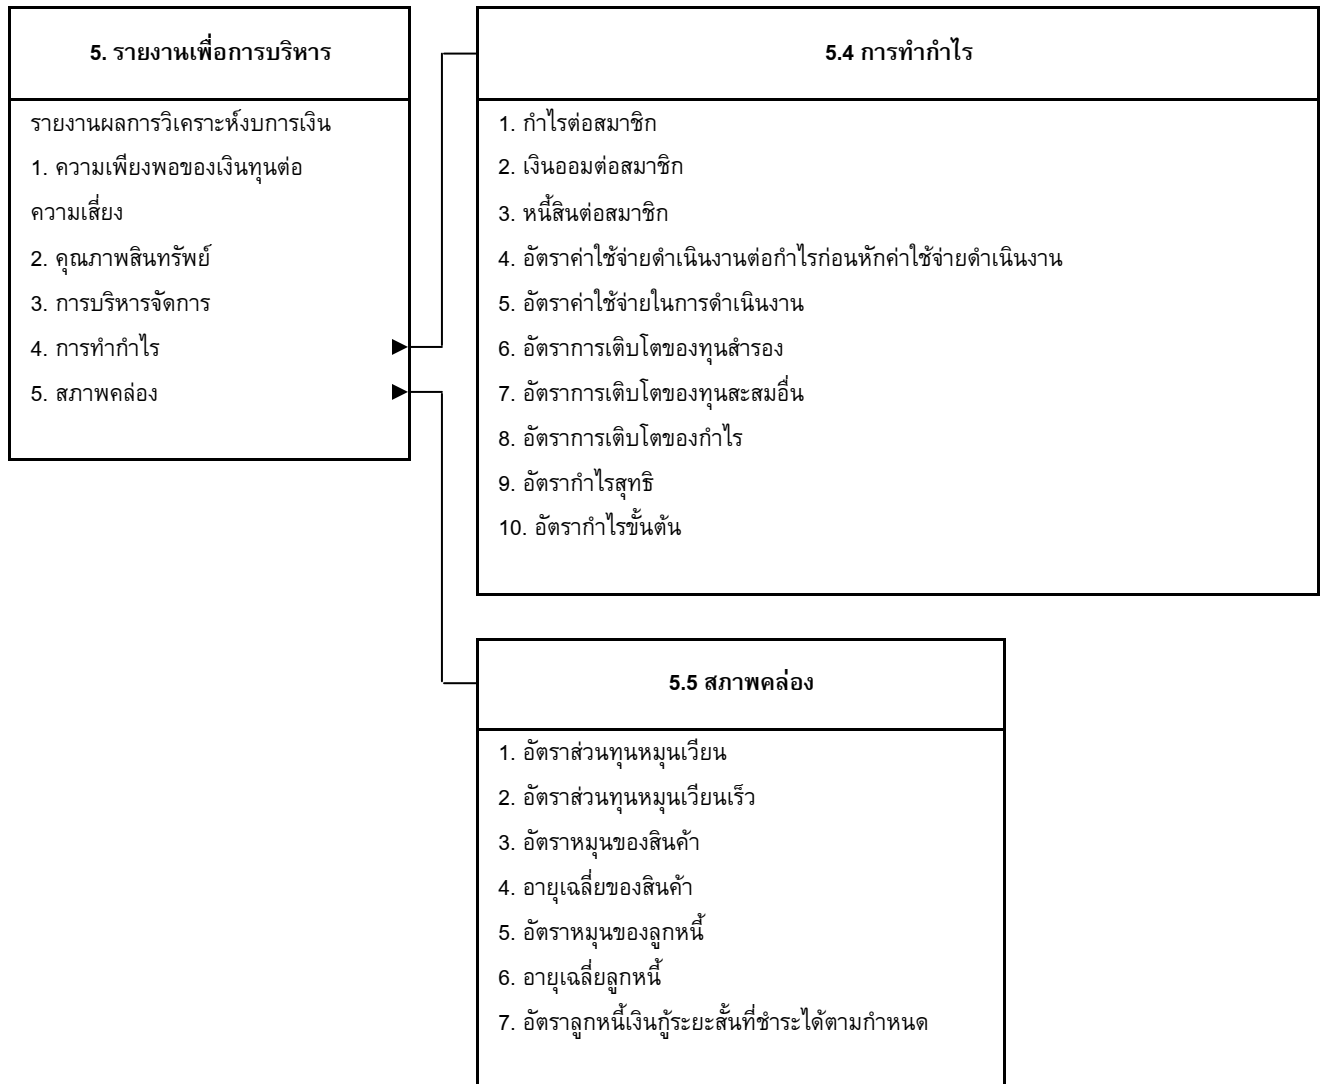 5. รายงานเพื่อการบริหาร
รายงานผลการวิเคราะห์งบการเงิน
1. ความเพียงพอของเงินทุนต่อ
ความเสี่ยง
2. คุณภาพสินทรัพย์
3. การบริหารจัดการ
4. การทำกำไร
5. สภาพคล่อง
5.4 การทำกำไร
1. กำไรต่อสมาชิก
2. เงินออมต่อสมาชิก
3. หนี้สินต่อสมาชิก
4. อัตราค่าใช้จ่ายดำเนินงานต่อกำไรก่อนหักค่าใช้จ่ายดำเนินงาน
5. อัตราค่าใช้จ่ายในการดำเนินงาน
6. อัตราการเติบโตของทุนสำรอง
7. อัตราการเติบโตของทุนสะสมอื่น
8. อัตราการเติบโตของกำไร
9. อัตรากำไรสุทธิ
10. อัตรากำไรขั้นต้น
5.5 สภาพคล่อง
1. อัตราส่วนทุนหมุนเวียน
2. อัตราส่วนทุนหมุนเวียนเร็ว
3. อัตราหมุนของสินค้า
4. อายุเฉลี่ยของสินค้า
5. อัตราหมุนของลูกหนี้
6. อายุเฉลี่ยลูกหนี้
7. อัตราลูกหนี้เงินกู้ระยะสั้นที่ชำระได้ตามกำหนด